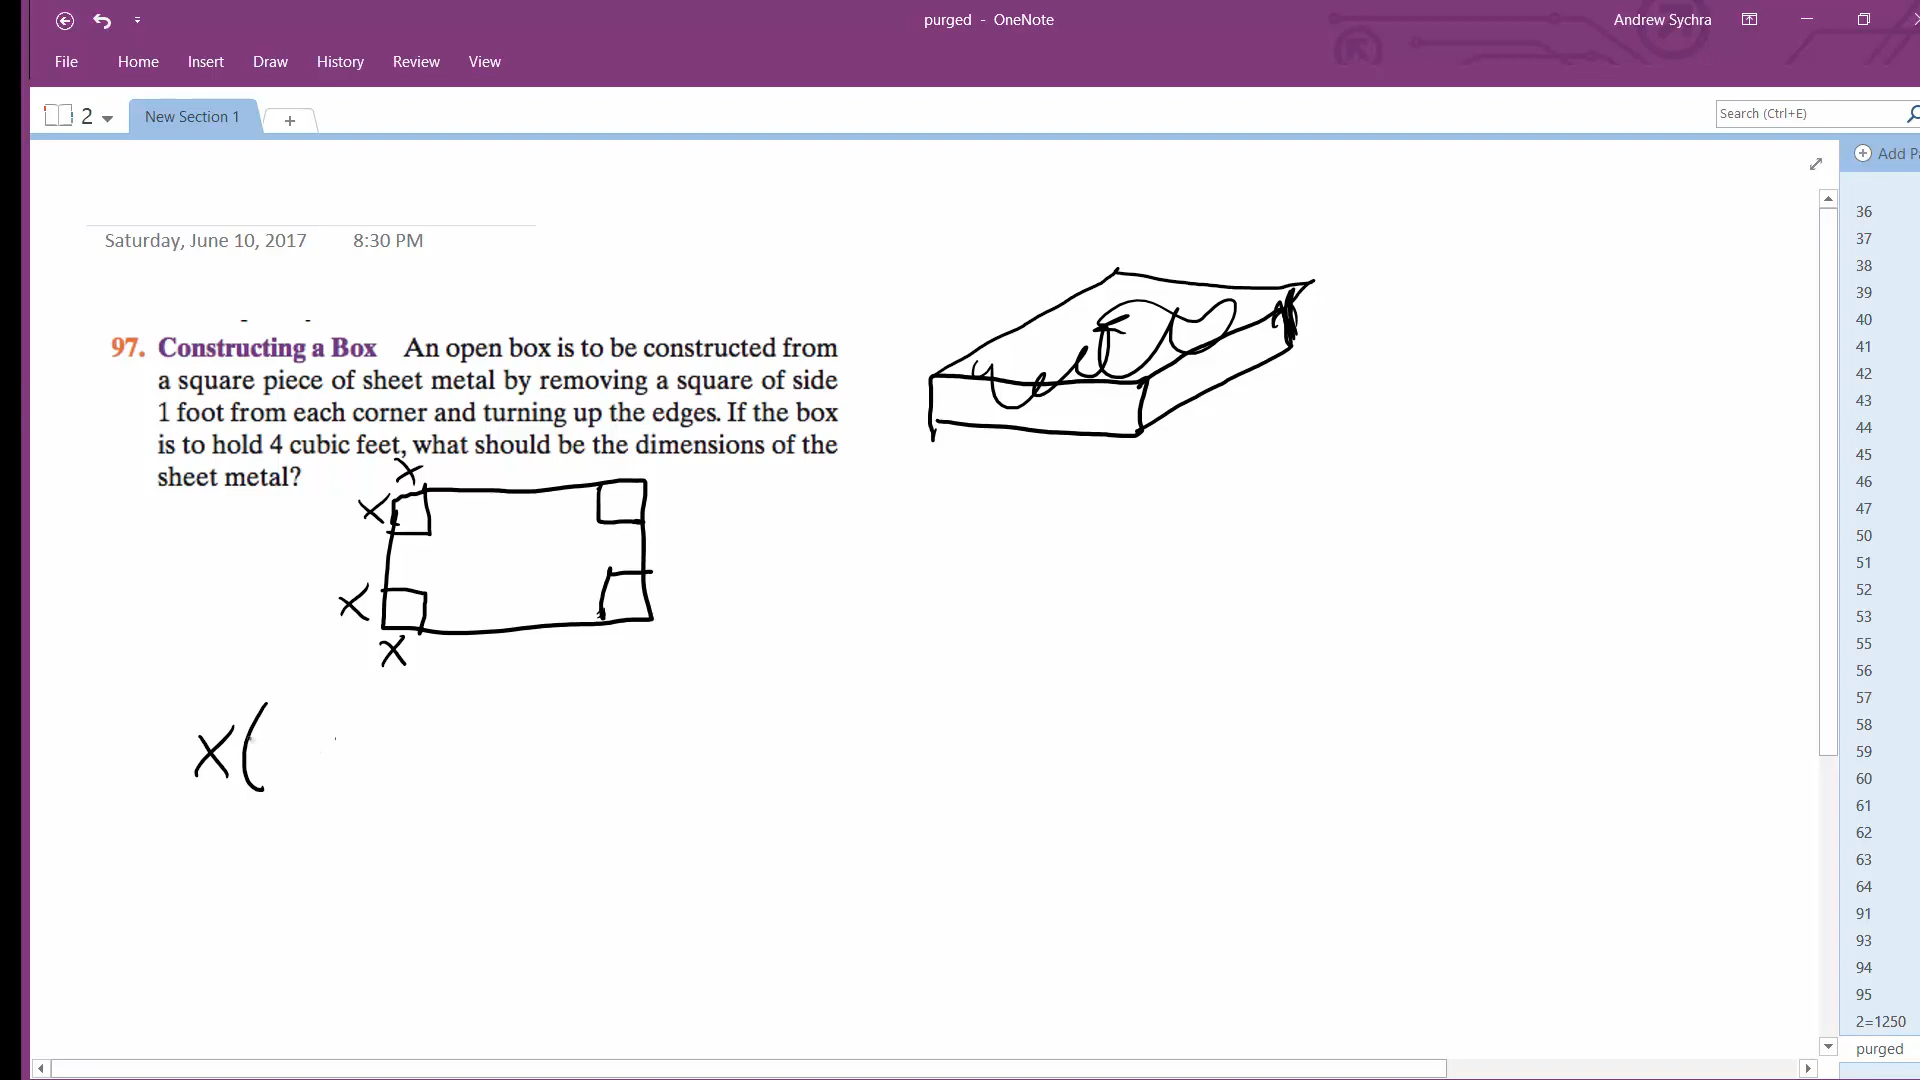 purged - OneNote
Andrew Sychra
File Home Insert Draw History Review View
2 New Section 1 +
Search (Ctrl+E)
Add Pa
Saturday, June 10, 2017 8:30 PM
97. Constructing a Box An open box is to be constructed from
a square piece of sheet metal by removing a square of side
1 foot from each corner and turning up the edges. If the box
is to hold 4 cubic feet, what should be the dimensions of the
sheet metal?
x
x
x
x
x(
36
37
38
39
40
41
42
43
44
45
46
47
50
51
52
53
55
56
57
58
59
60
61
62
63
64
91
93
94
95
2=1250
purged